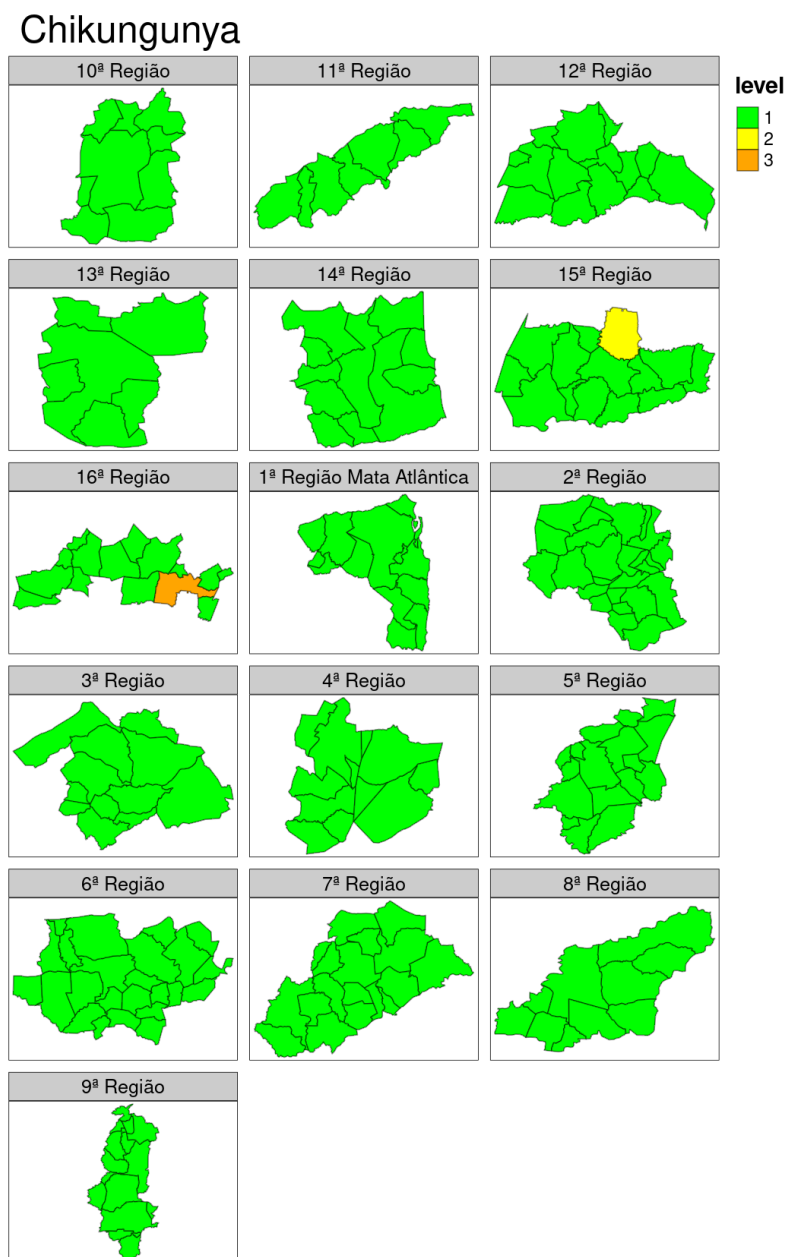 Chikungunya
10ª Região
11ª Região
12ª Região
level
1
2
3
13ª Região
14ª Região
15ª Região
16ª Região
1ª Região Mata Atlântica
2ª Região
3ª Região
4ª Região
5ª Região
6ª Região
7ª Região
8ª Região
9ª Região